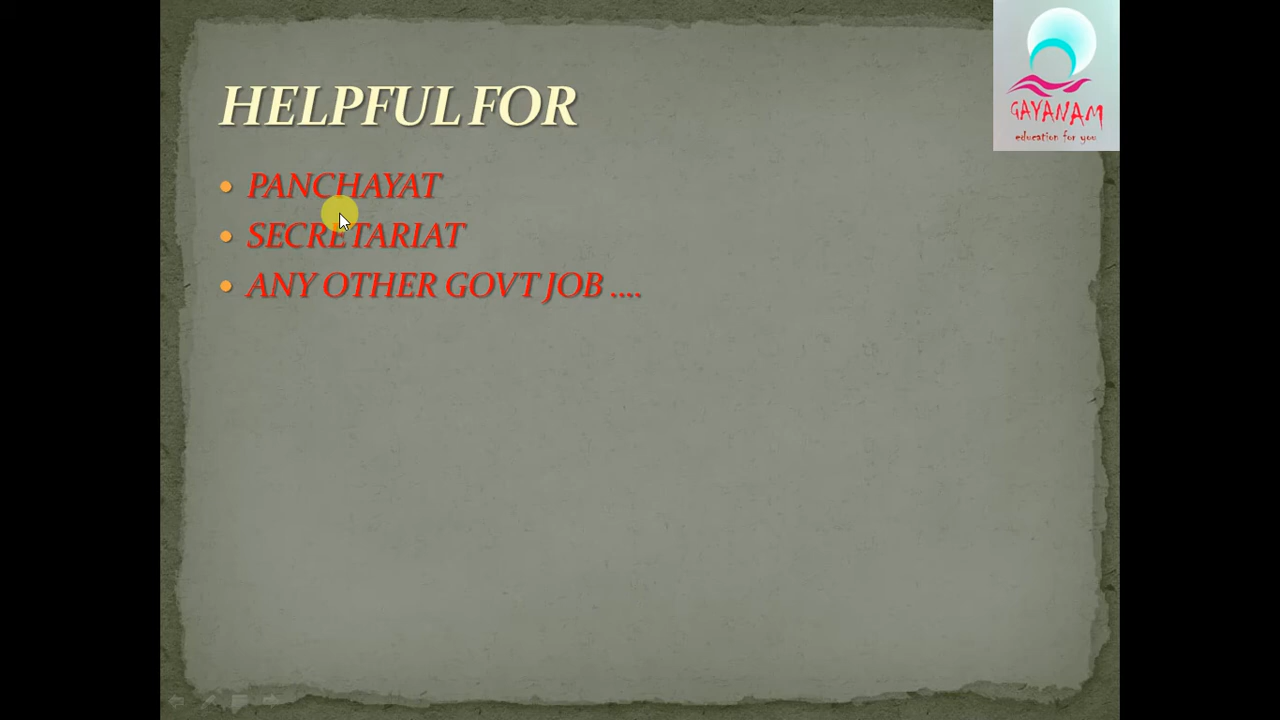 HELPFUL FOR
PANCHAYAT
SECRETARIAT
ANY OTHER GOVT JOB ....
GAYANAM
education for you